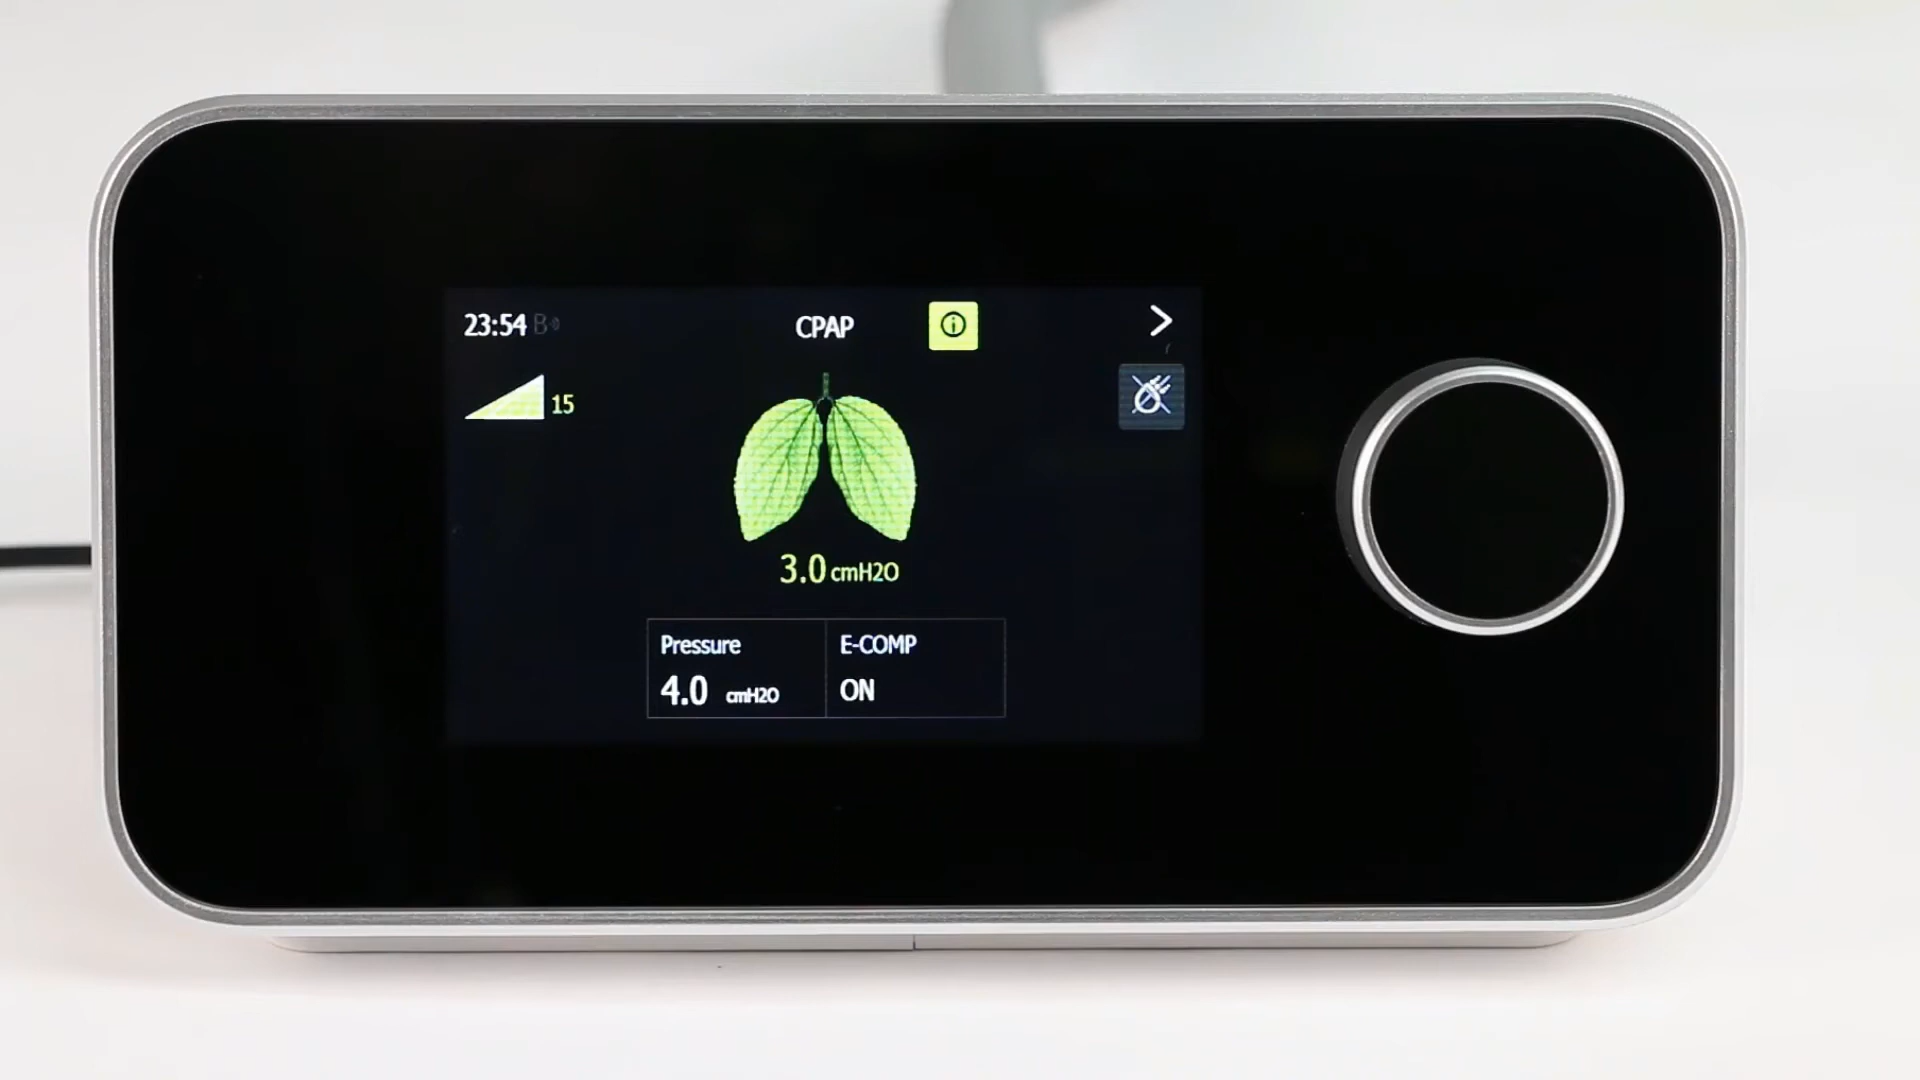 23:54
CPAP
15
3.0 cmH2O
Pressure
E-COMP
4.0 cmH2O
ON